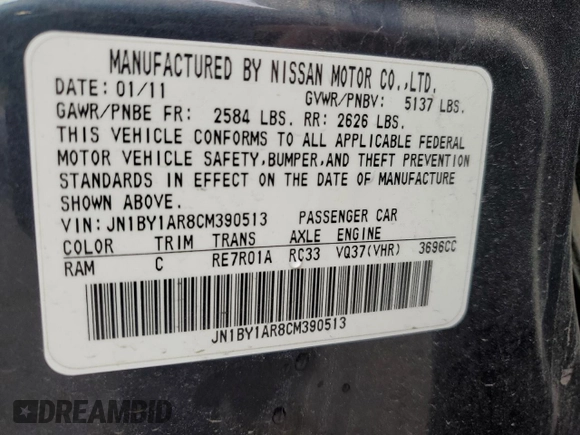 MANUFACTURED BY NISSAN MOTOR CO.,LTD.
DATE: 01/11 GVWR/PNBV: 5137 LBS.
GAWR/PNBE FR: 2584 LBS. RR: 2626 LBS.
THIS VEHICLE CONFORMS TO ALL APPLICABLE FEDERAL
MOTOR VEHICLE SAFETY,BUMPER,AND THEFT PREVENTION
STANDARDS IN EFFECT ON THE DATE OF MANUFACTURE
SHOWN ABOVE.
VIN: JN1BY1AR8CM390513 PASSENGER CAR
COLOR TRIM TRANS AXLE ENGINE
RAM C RE7R01A RC33 VQ37(VHR) 3696CC
JN1BY1AR8CM390513
DREAMBID